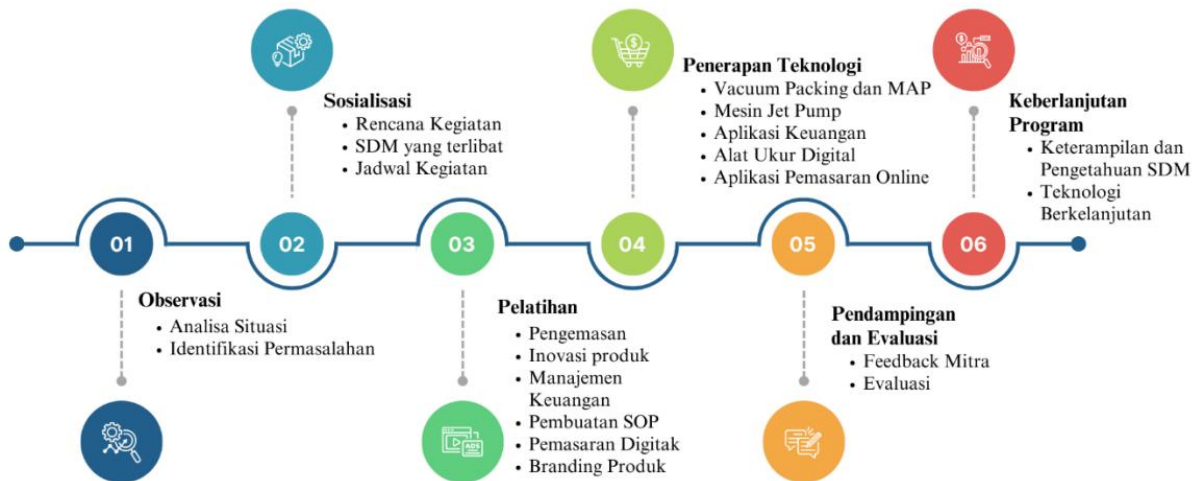 01
Observasi
• Analisa Situasi
• Identifikasi Permasalahan
02
Sosialisasi
• Rencana Kegiatan
• SDM yang terlibat
• Jadwal Kegiatan
03
Pelatihan
• Pengemasan
• Inovasi produk
• Manajemen
Keuangan
• Pembuatan SOP
• Pemasaran Digitak
• Branding Produk
ADS
04
Penerapan Teknologi
• Vacuum Packing dan MAP
• Mesin Jet Pump
• Aplikasi Keuangan
• Alat Ukur Digital
• Aplikasi Pemasaran Online
05
Pendampingan
dan Evaluasi
• Feedback Mitra
• Evaluasi
06
Keberlanjutan
Program
• Keterampilan dan
Pengetahuan SDM
• Teknologi
Berkelanjutan